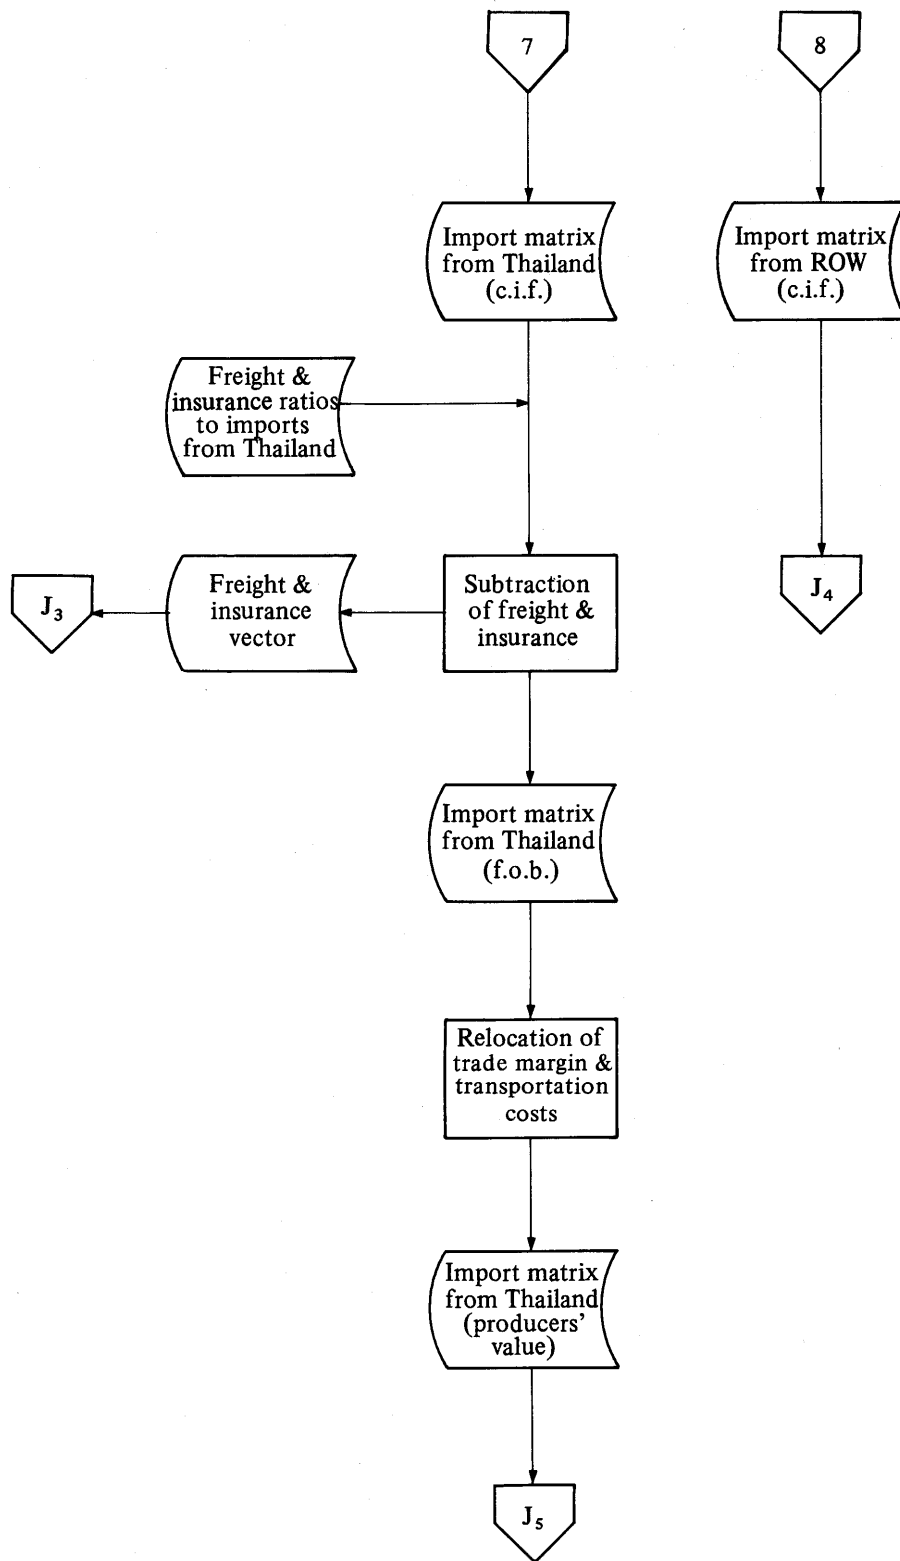 7
8
Import matrix
from Thailand
(c.i.f.)
Import matrix
from ROW
(c.i.f.)
Freight &
insurance ratios
to imports
from Thailand
J₃
Freight &
insurance
vector
Subtraction
of freight &
insurance
J₄
Import matrix
from Thailand
(f.o.b.)
Relocation of
trade margin &
transportation
costs
Import matrix
from Thailand
(producers’
value)
J₅